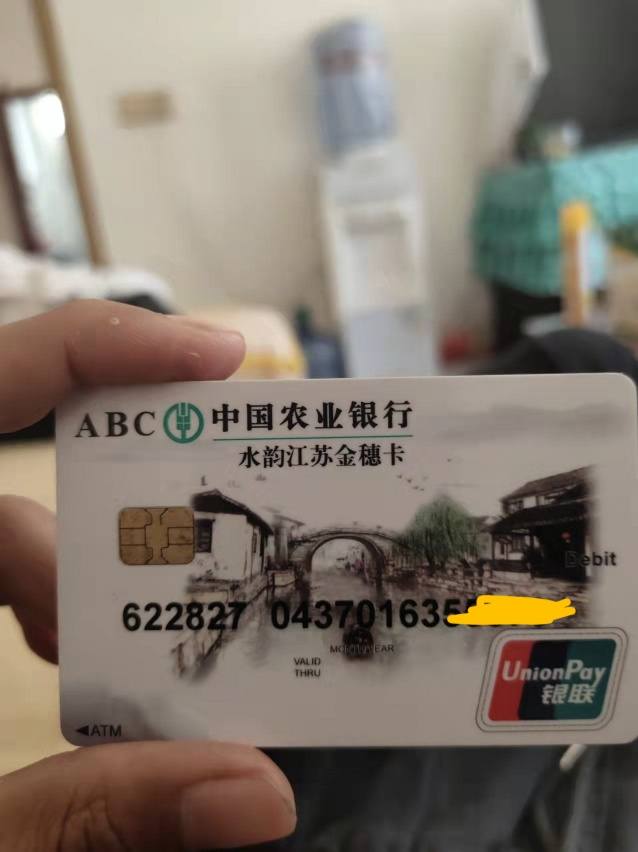 ABC 中国农业银行
水韵江苏金穗卡
Debit
622827 043701635
MONTH/YEAR
VALID
THRU
UnionPay
银联
◀ATM